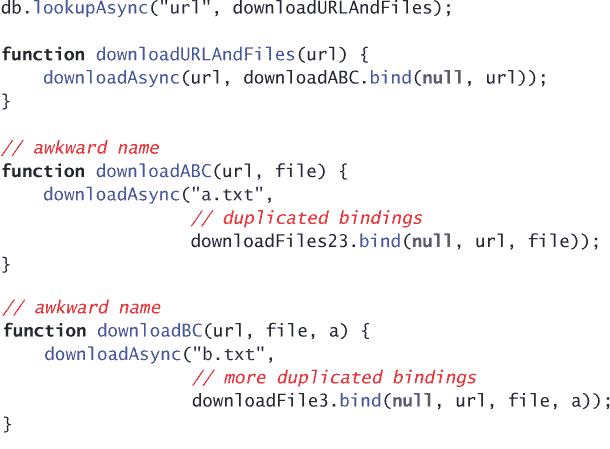 db.lookupAsync("url", downloadURLAndFiles);
function downloadURLAndFiles(url) {
    downloadAsync(url, downloadABC.bind(null, url));
}
// awkward name
function downloadABC(url, file) {
    downloadAsync("a.txt",
                  // duplicated bindings
                  downloadFiles23.bind(null, url, file));
}
// awkward name
function downloadBC(url, file, a) {
    downloadAsync("b.txt",
                  // more duplicated bindings
                  downloadFile3.bind(null, url, file, a));
}